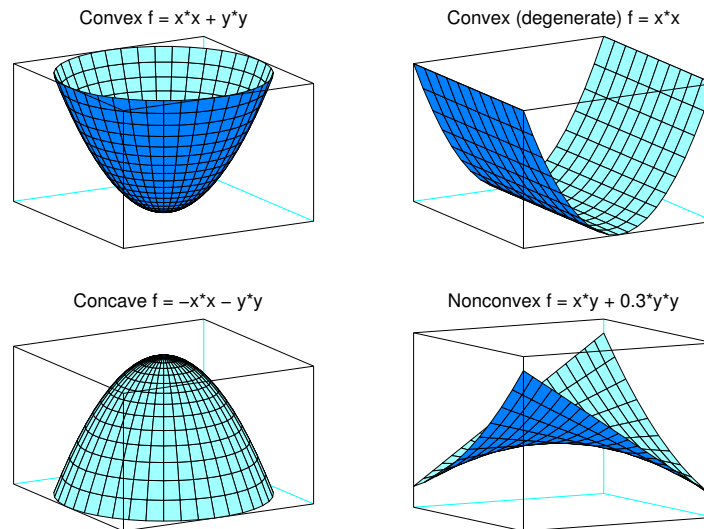 Convex f = x*x + y*y
Convex (degenerate) f = x*x
Concave f = −x*x − y*y
Nonconvex f = x*y + 0.3*y*y